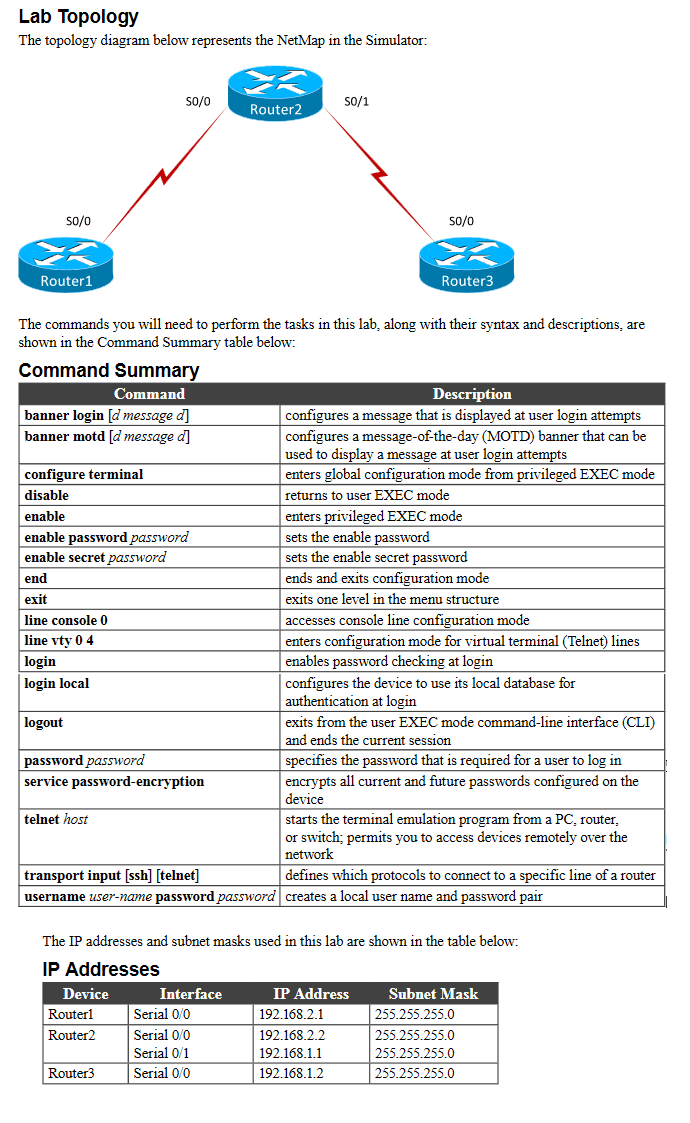 Lab Topology
The topology diagram below represents the NetMap in the Simulator:
S0/0
Router2
S0/1
S0/0
Router1
S0/0
Router3
The commands you will need to perform the tasks in this lab, along with their syntax and descriptions, are
shown in the Command Summary table below:
Command Summary
Command Description
banner login [d message d] configures a message that is displayed at user login attempts
banner motd [d message d] configures a message-of-the-day (MOTD) banner that can be
used to display a message at user login attempts
configure terminal enters global configuration mode from privileged EXEC mode
disable returns to user EXEC mode
enable enters privileged EXEC mode
enable password password sets the enable password
enable secret password sets the enable secret password
end ends and exits configuration mode
exit exits one level in the menu structure
line console 0 accesses console line configuration mode
line vty 0 4 enters configuration mode for virtual terminal (Telnet) lines
login enables password checking at login
login local configures the device to use its local database for
authentication at login
logout exits from the user EXEC mode command-line interface (CLI)
and ends the current session
password password specifies the password that is required for a user to log in
service password-encryption encrypts all current and future passwords configured on the
device
telnet host starts the terminal emulation program from a PC, router,
or switch; permits you to access devices remotely over the
network
transport input [ssh] [telnet] defines which protocols to connect to a specific line of a router
username user-name password password creates a local user name and password pair
The IP addresses and subnet masks used in this lab are shown in the table below:
IP Addresses
Device Interface IP Address Subnet Mask
Router1 Serial 0/0 192.168.2.1 255.255.255.0
Router2 Serial 0/0 192.168.2.2 255.255.255.0
Serial 0/1 192.168.1.1 255.255.255.0
Router3 Serial 0/0 192.168.1.2 255.255.255.0